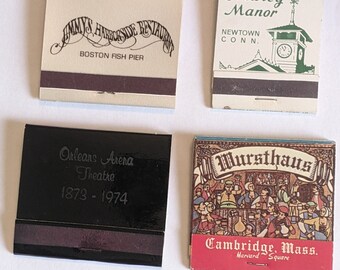 JIMMY'S HARBORSIDE RESTAURANT
BOSTON FISH PIER
Manor
NEWTOWN
CONN.
Orleans Arena
Theatre
1873 - 1974
Wursthaus
Cambridge, Mass.
Harvard Square